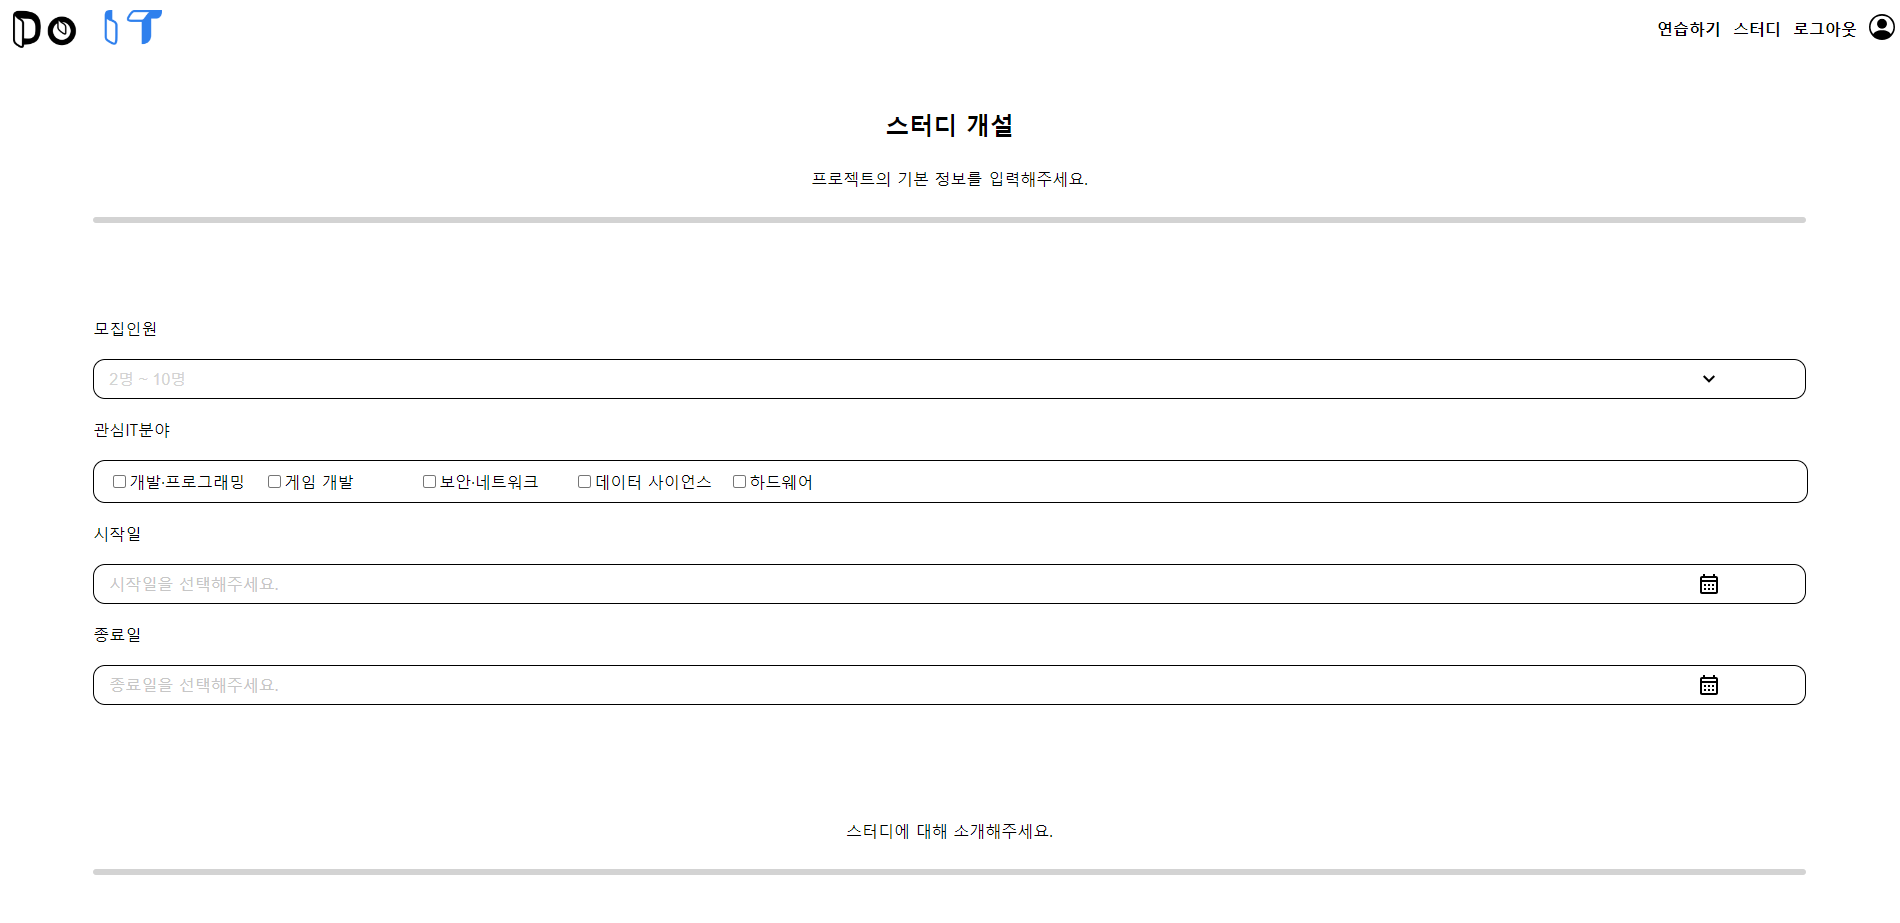 Do IT
연습하기 스터디 로그아웃
스터디 개설
프로젝트의 기본 정보를 입력해주세요.
모집인원
2명 ~ 10명
관심IT분야
개발·프로그래밍 게임 개발 보안·네트워크 데이터 사이언스 하드웨어
시작일
시작일을 선택해주세요.
종료일
종료일을 선택해주세요.
스터디에 대해 소개해주세요.